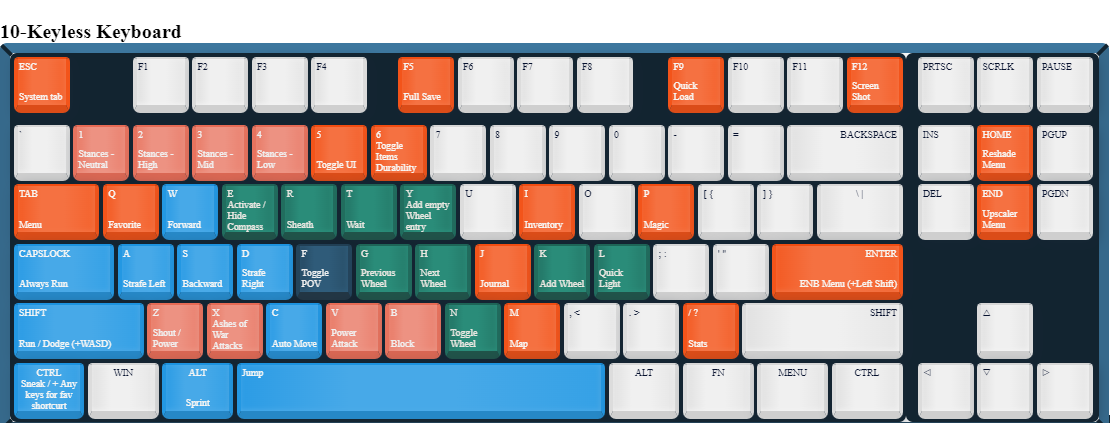 10-Keyless Keyboard
ESC F1 F2 F3 F4 F5 F6 F7 F8 F9 F10 F11 F12 PRTSC SCRLK PAUSE
System tab Full Save Quick Load Screen Shot
` 1 2 3 4 5 6 7 8 9 0 - = BACKSPACE INS HOME PGUP
Stances - Neutral Stances - High Stances - Mid Stances - Low Toggle UI Toggle Items Durability Reshade Menu
TAB Q W E R T Y U I O P [ { ] } \ | DEL END PGDN
Menu Favorite Forward Activate / Hide Compass Sheath Wait Add empty Wheel entry Inventory Magic Upscaler Menu
CAPSLOCK A S D F G H J K L ; : ' " ENTER
Always Run Strafe Left Backward Strafe Right Toggle POV Previous Wheel Next Wheel Journal Add Wheel Quick Light ENB Menu (+Left Shift)
SHIFT Z X C V B N M , < . > / ? SHIFT △
Run / Dodge (+WASD) Shout / Power Ashes of War Attacks Auto Move Power Attack Block Toggle Wheel Map Stats
CTRL WIN ALT Jump ALT FN MENU CTRL ◁ ▽ ▷
Sneak / + Any keys for fav shortcurt Sprint